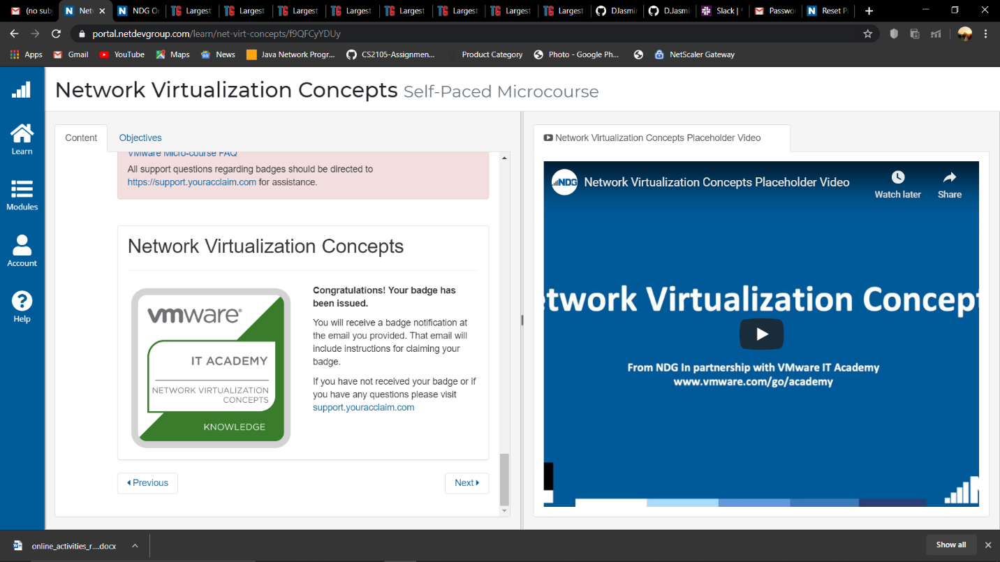 (no sub
Net
NDG O
Largest
Largest
Largest
Largest
Largest
Largest
Largest
Largest
DJasmi
D.Jasmi
Slack |
Passwo
Reset P
portal.netdevgroup.com/learn/net-virt-concepts/f9QFCyYDUy
Apps
Gmail
YouTube
Maps
News
Java Network Progr...
CS2105-Assignmen...
Product Category
Photo - Google Ph...
NetScaler Gateway
Network Virtualization Concepts Self-Paced Microcourse
Learn
Modules
Account
Help
Content
Objectives
VMware Micro-course FAQ
All support questions regarding badges should be directed to
https://support.youracclaim.com for assistance.
Network Virtualization Concepts
vmware®
IT ACADEMY
NETWORK VIRTUALIZATION
CONCEPTS
KNOWLEDGE
Congratulations! Your badge has
been issued.
You will receive a badge notification at
the email you provided. That email will
include instructions for claiming your
badge.
If you have not received your badge or if
you have any questions please visit
support.youracclaim.com
Previous
Next
Network Virtualization Concepts Placeholder Video
NDG
Network Virtualization Concepts Placeholder Video
Watch later
Share
etwork Virtualization Concept
From NDG In partnership with VMware IT Academy
www.vmware.com/go/academy
online_activities_r....docx
Show all